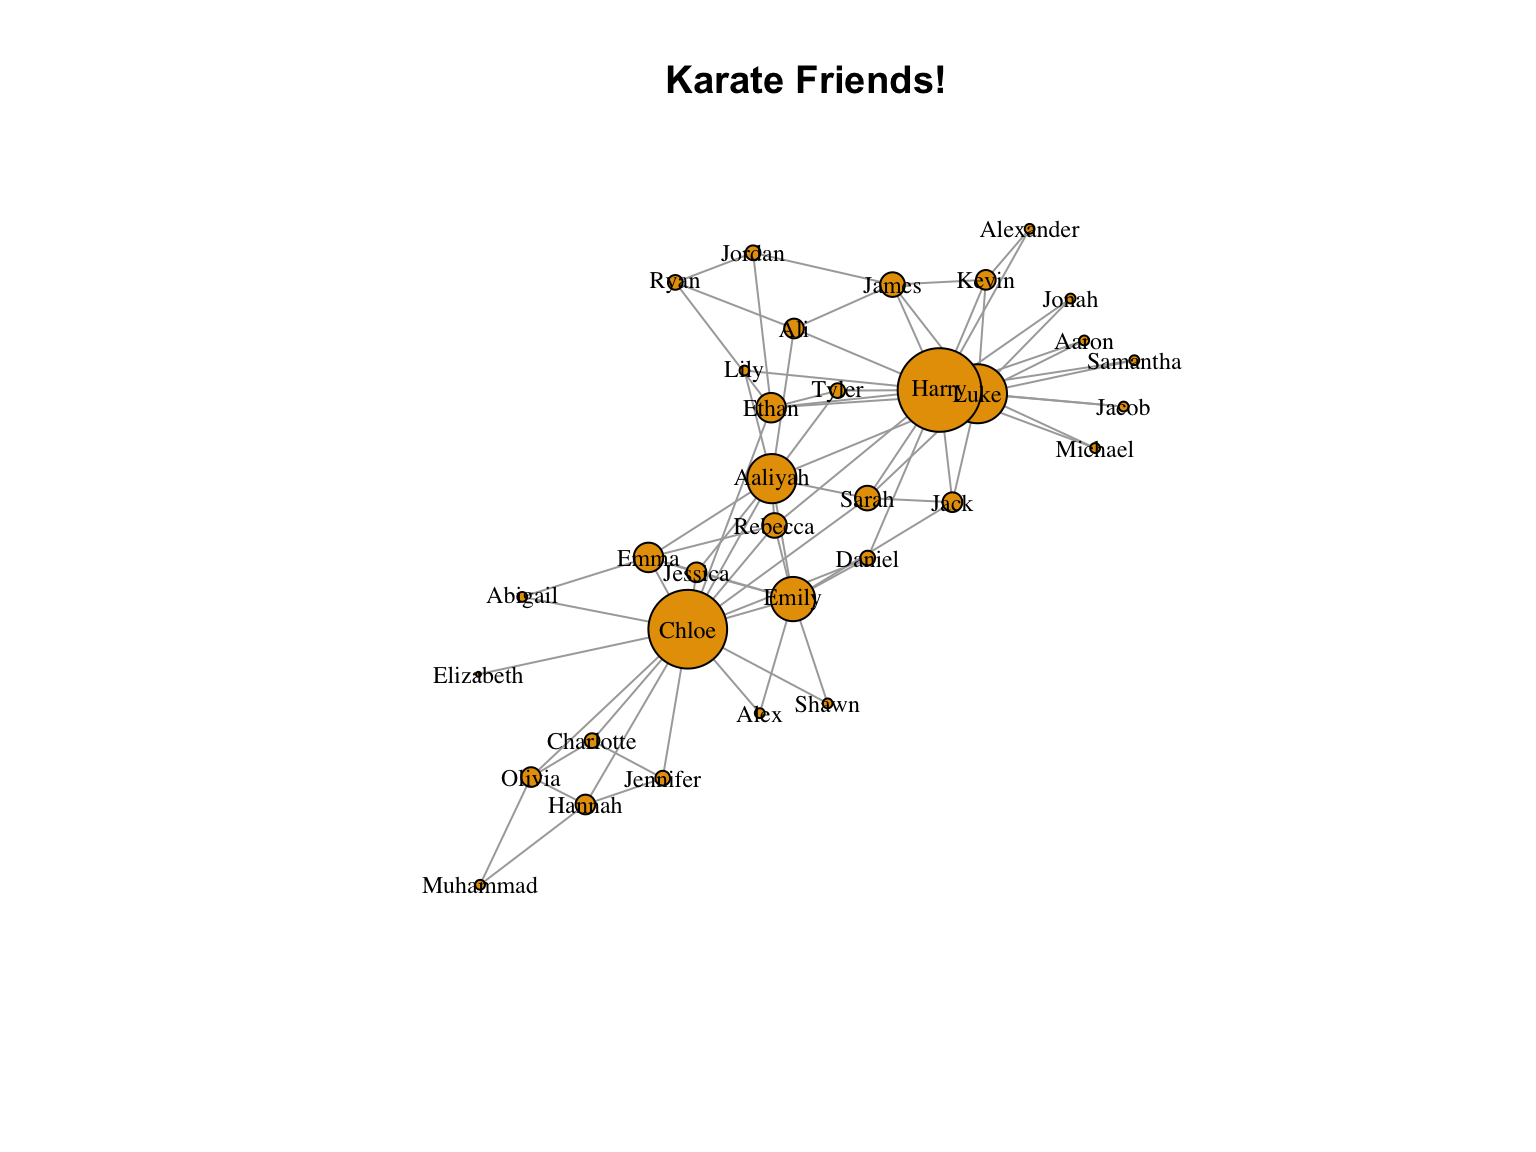 Karate Friends!
Alexander
Jordan
Ryan
James
Kevin
Jonah
Ali
Aaron
Samantha
Lily
Tyler
Harry
Luke
Ethan
Jacob
Michael
Aaliyah
Sarah
Jack
Rebecca
Emma
Daniel
Jessica
Abigail
Emily
Chloe
Elizabeth
Shawn
Alex
Charlotte
Olivia
Jennifer
Hannah
Muhammad